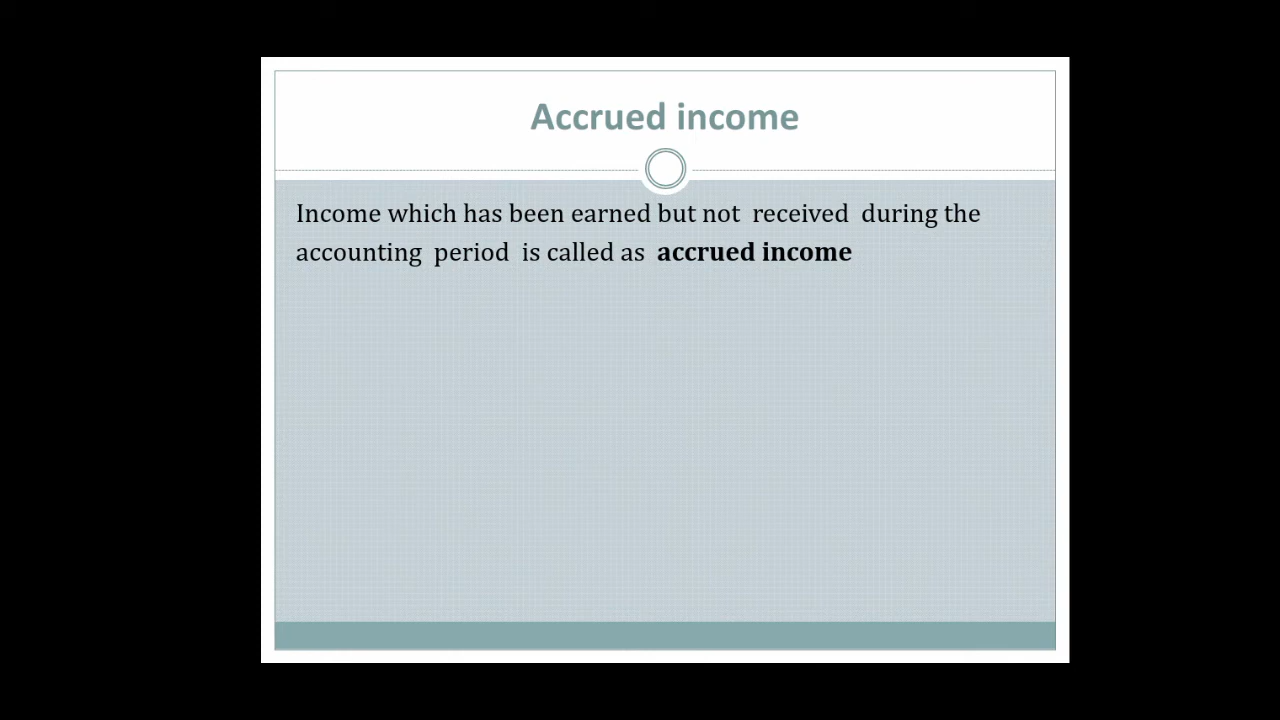 Accrued income
Income which has been earned but not received during the
accounting period is called as accrued income